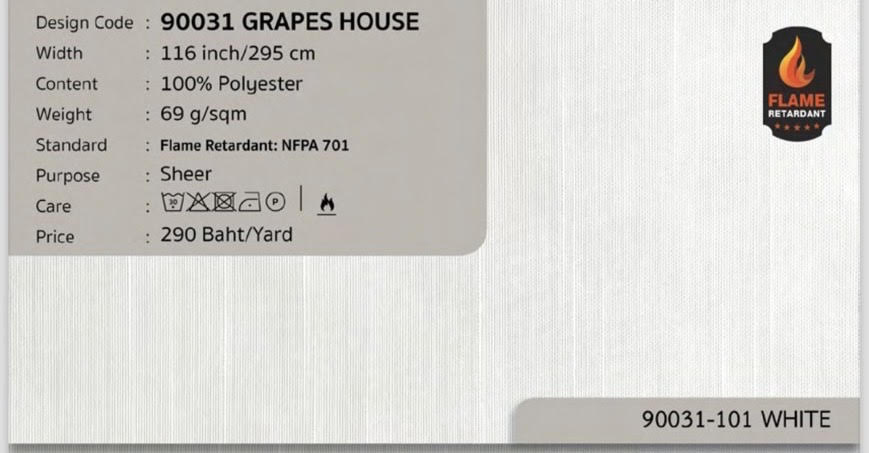 Design Code : 90031 GRAPES HOUSE
Width : 116 inch/295 cm
Content : 100% Polyester
Weight : 69 g/sqm
Standard : Flame Retardant: NFPA 701
Purpose : Sheer
Care : 30 P
Price : 290 Baht/Yard
FLAME
RETARDANT
90031-101 WHITE